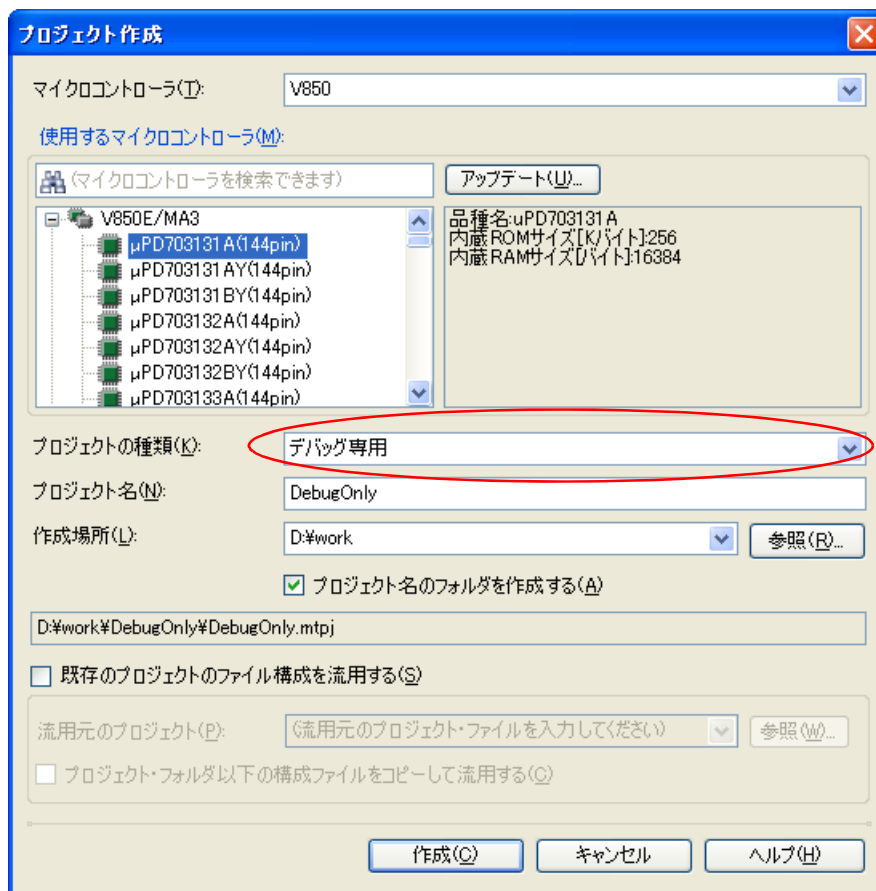 プロジェクト作成
マイクロコントローラ(T): V850
使用するマイクロコントローラ(M):
(マイクロコントローラを検索できます) アップデート(U)...
V850E/MA3
μPD703131A(144pin)
μPD703131AY(144pin)
μPD703131BY(144pin)
μPD703132A(144pin)
μPD703132AY(144pin)
μPD703132BY(144pin)
μPD703133A(144pin)
品種名:uPD703131A
内蔵ROMサイズ[Kバイト]:256
内蔵RAMサイズ[バイト]:16384
プロジェクトの種類(K): デバッグ専用
プロジェクト名(N): DebugOnly
作成場所(L): D:¥work 参照(R)...
プロジェクト名のフォルダを作成する(A)
D:¥work¥DebugOnly¥DebugOnly.mtpj
既存のプロジェクトのファイル構成を流用する(S)
流用元のプロジェクト(P): (流用元のプロジェクト・ファイルを入力してください) 参照(W)...
プロジェクト・フォルダ以下の構成ファイルをコピーして流用する(C)
作成(C) キャンセル ヘルプ(H)